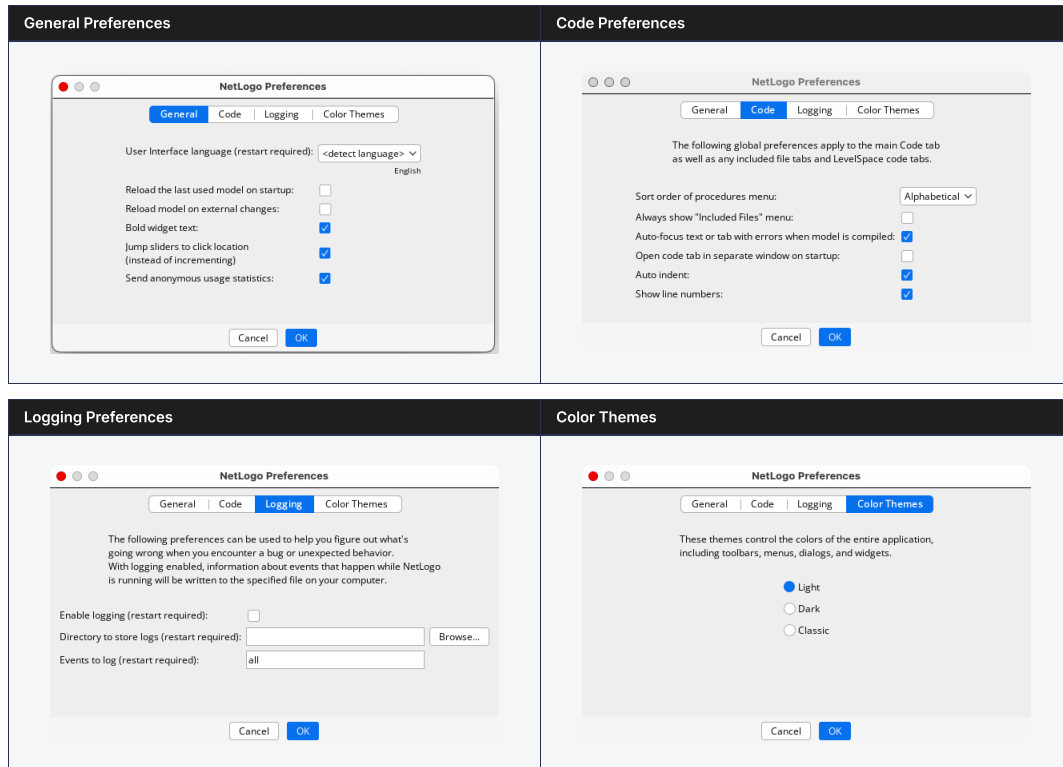 General Preferences
NetLogo Preferences
General Code Logging Color Themes
User Interface language (restart required): <detect language>
English
Reload the last used model on startup:
Reload model on external changes:
Bold widget text:
Jump sliders to click location
(instead of incrementing)
Send anonymous usage statistics:
Cancel OK
Code Preferences
NetLogo Preferences
General Code Logging Color Themes
The following global preferences apply to the main Code tab
as well as any included file tabs and LevelSpace code tabs.
Sort order of procedures menu: Alphabetical
Always show "Included Files" menu:
Auto-focus text or tab with errors when model is compiled:
Open code tab in separate window on startup:
Auto indent:
Show line numbers:
Cancel OK
Logging Preferences
NetLogo Preferences
General Code Logging Color Themes
The following preferences can be used to help you figure out what's
going wrong when you encounter a bug or unexpected behavior.
With logging enabled, information about events that happen while NetLogo
is running will be written to the specified file on your computer.
Enable logging (restart required):
Directory to store logs (restart required): Browse...
Events to log (restart required): all
Cancel OK
Color Themes
NetLogo Preferences
General Code Logging Color Themes
These themes control the colors of the entire application,
including toolbars, menus, dialogs, and widgets.
Light
Dark
Classic
Cancel OK